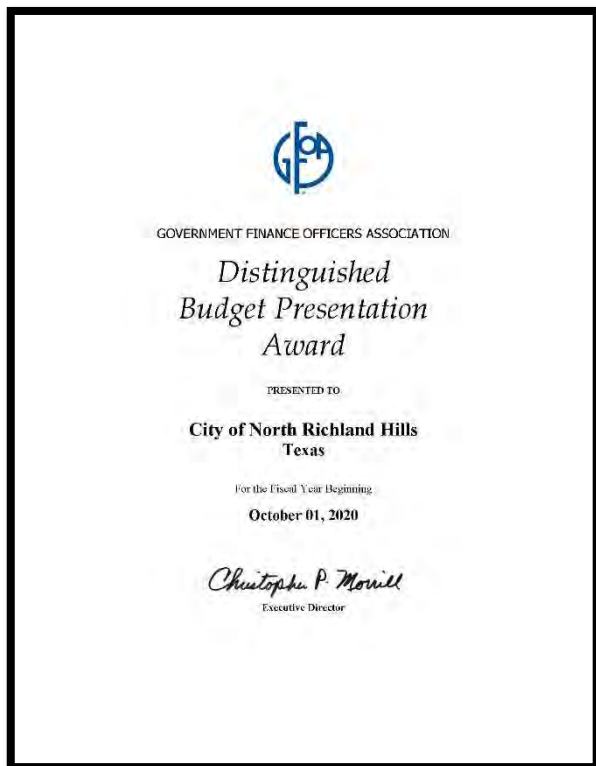 GFOA
GOVERNMENT FINANCE OFFICERS ASSOCIATION
Distinguished
Budget Presentation
Award
PRESENTED TO
City of North Richland Hills
Texas
For the Fiscal Year Beginning
October 01, 2020
Christopher P. Morrill
Executive Director